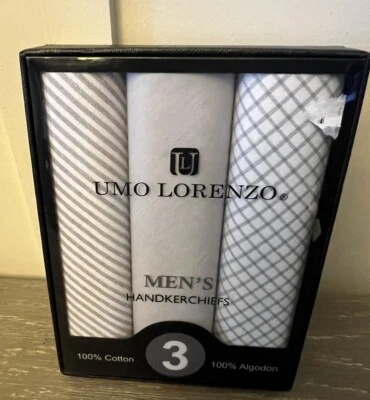 UL
UMO LORENZO®
MEN'S
HANDKERCHIEFS
100% Cotton 3 100% Algodon